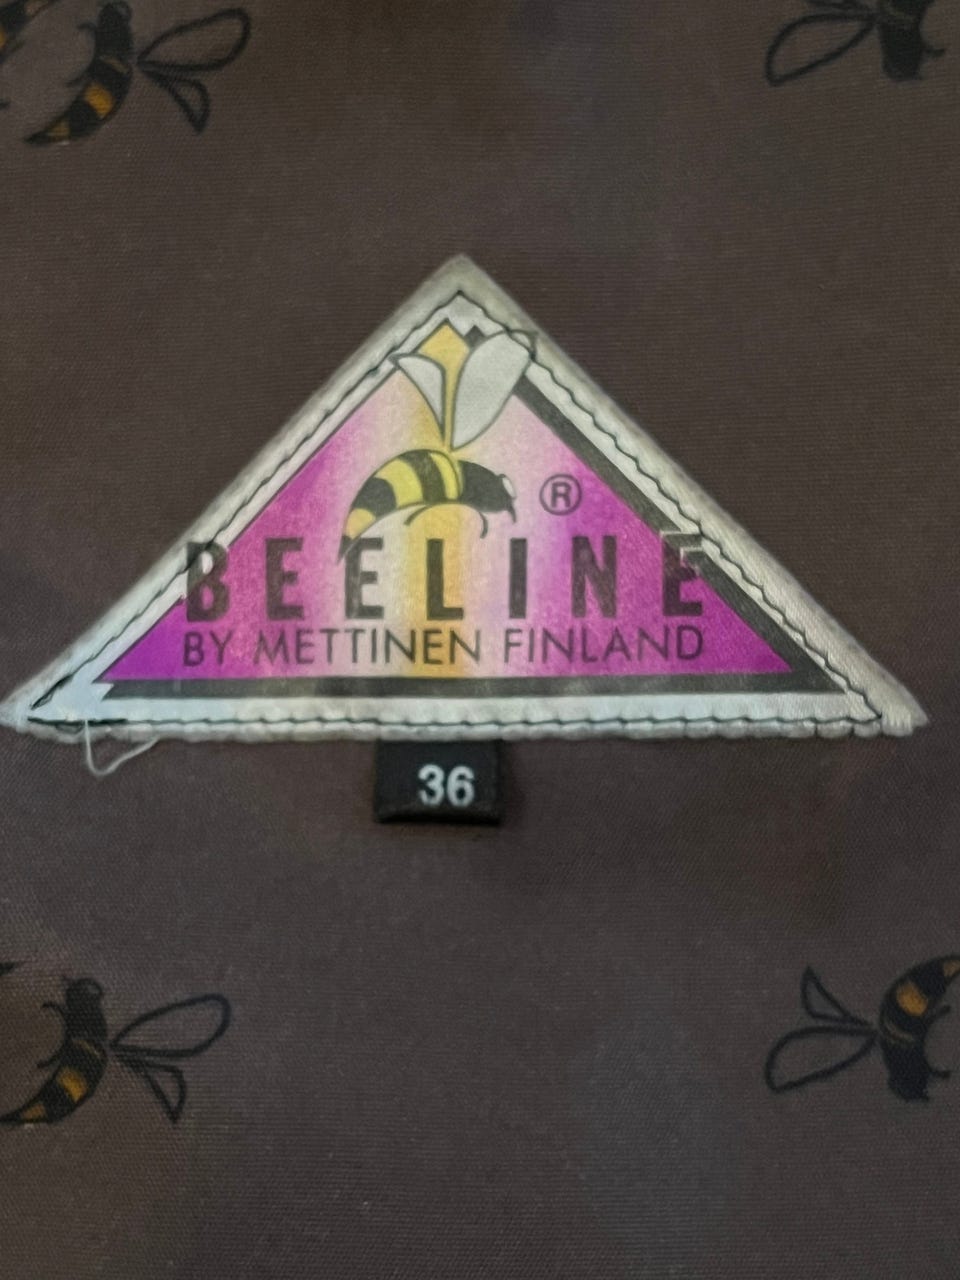 ®
BEELINE
BY METTINEN FINLAND
36